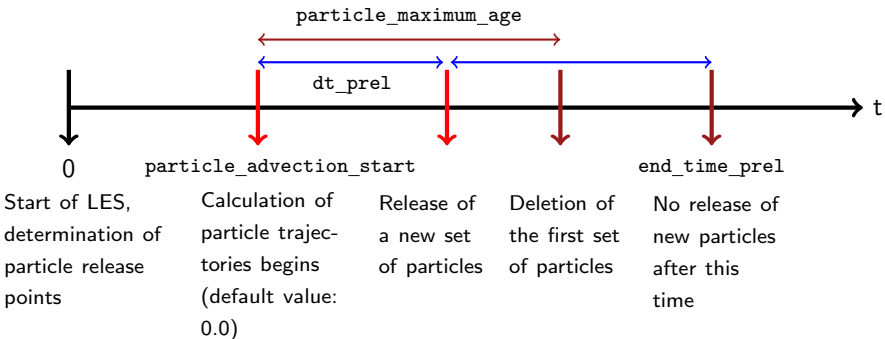 particle_maximum_age
dt_prel
t
0
particle_advection_start
end_time_prel
Start of LES,
determination of
particle release
points
Calculation of
particle trajec-
tories begins
(default value:
0.0)
Release of
a new set
of particles
Deletion of
the first set
of particles
No release of
new particles
after this
time